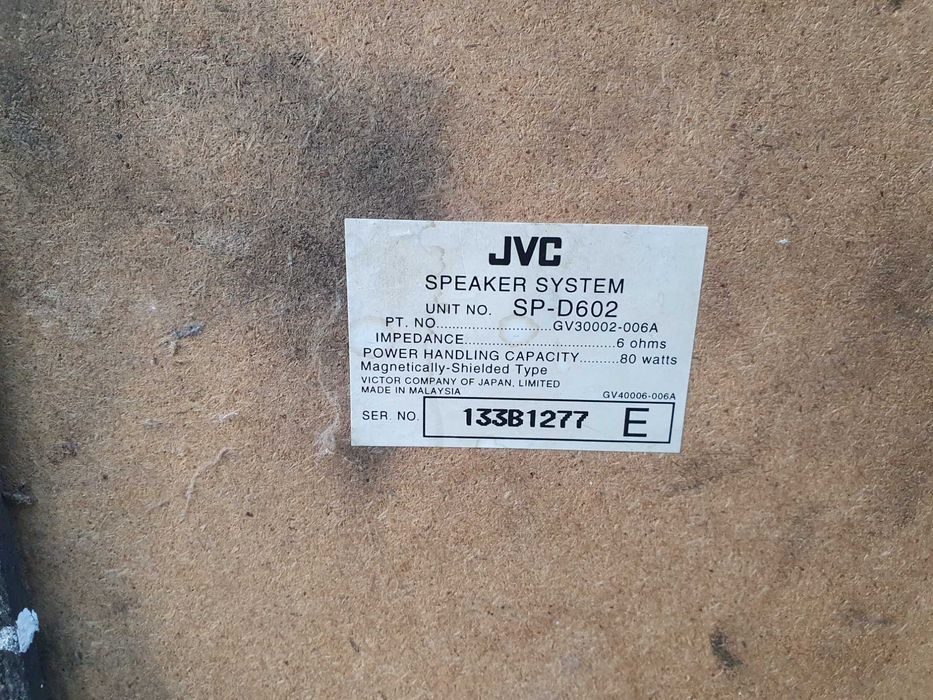 JVC
SPEAKER SYSTEM
UNIT NO. SP-D602
PT. NO............................GV30002-006A
IMPEDANCE....................................6 ohms
POWER HANDLING CAPACITY..........80 watts
Magnetically-Shielded Type
VICTOR COMPANY OF JAPAN, LIMITED
MADE IN MALAYSIA GV40006-006A
SER. NO. 133B1277 E